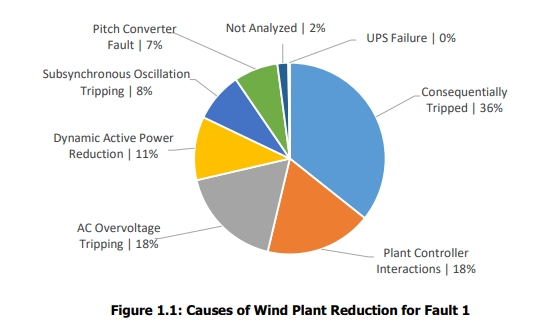 Not Analyzed | 2%
UPS Failure | 0%
Pitch Converter
Fault | 7%
Subsynchronous Oscillation
Tripping | 8%
Consequentially
Tripped | 36%
Dynamic Active Power
Reduction | 11%
AC Overvoltage
Tripping | 18%
Plant Controller
Interactions | 18%
Figure 1.1: Causes of Wind Plant Reduction for Fault 1